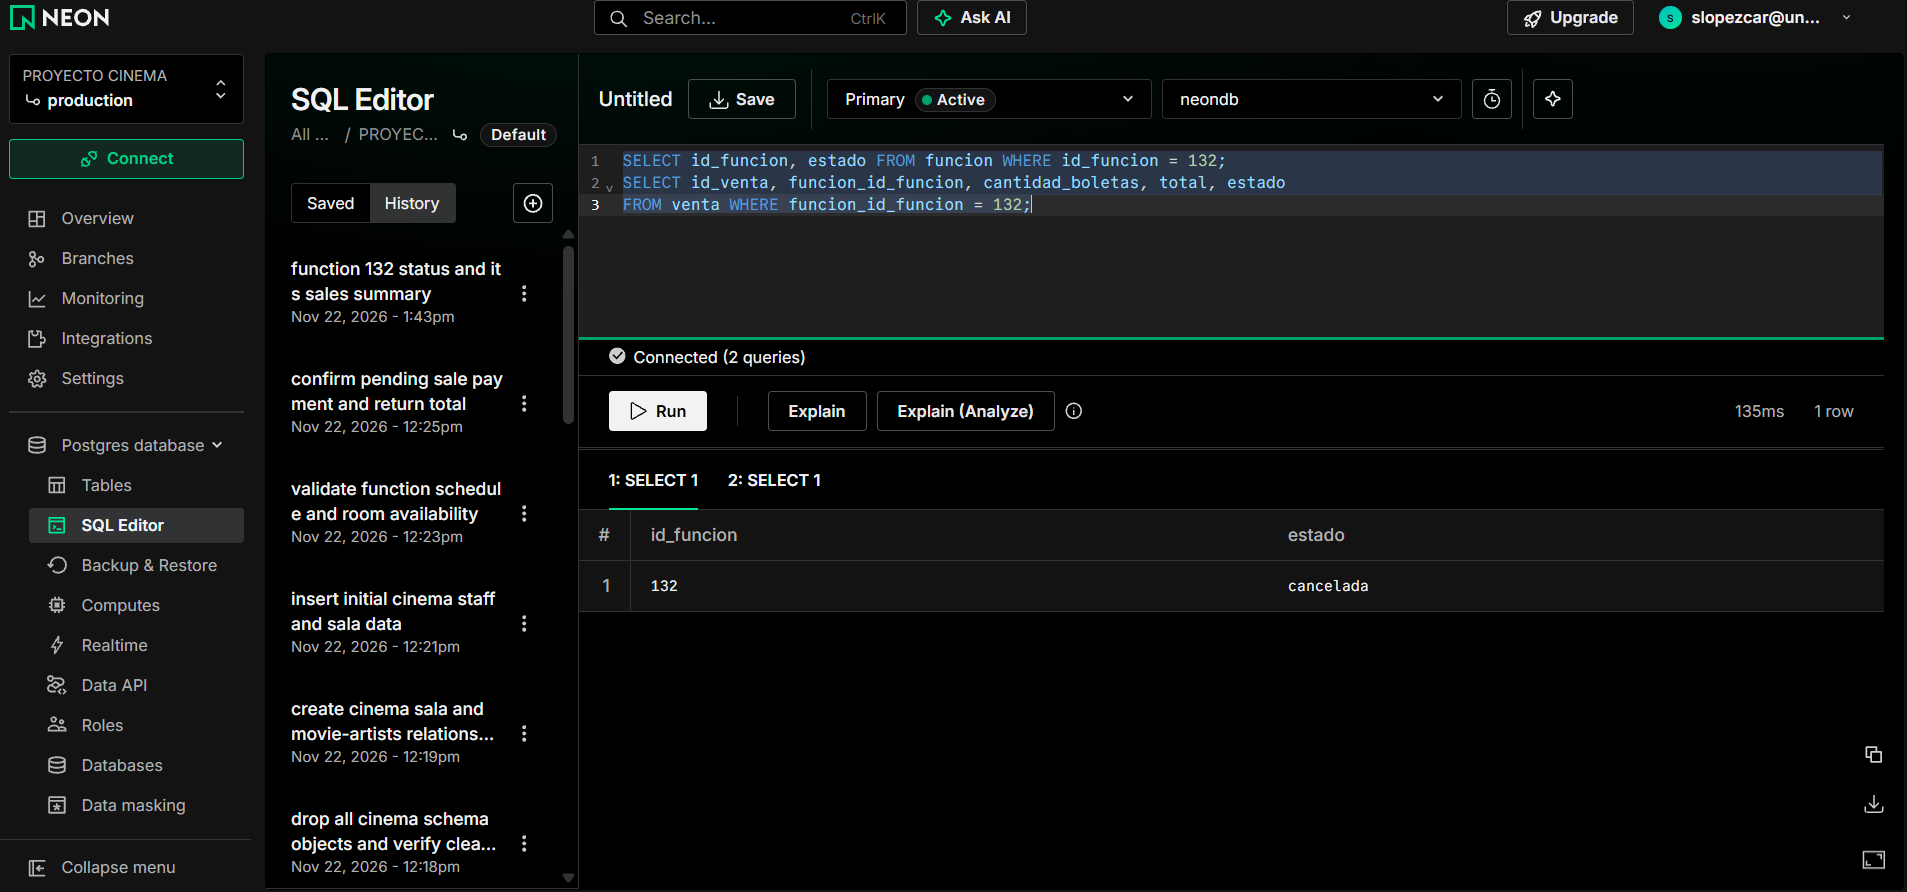 NEON
Search...
CtrlK
Ask AI
Upgrade
s
slopezcar@un...
PROYECTO CINEMA
production
Connect
Overview
Branches
Monitoring
Integrations
Settings
Postgres database
Tables
SQL Editor
Backup & Restore
Computes
Realtime
Data API
Roles
Databases
Data masking
Collapse menu
SQL Editor
All ... / PROYEC... Default
Saved
History
function 132 status and it
s sales summary
Nov 22, 2026 - 1:43pm
confirm pending sale pay
ment and return total
Nov 22, 2026 - 12:25pm
validate function schedul
e and room availability
Nov 22, 2026 - 12:23pm
insert initial cinema staff
and sala data
Nov 22, 2026 - 12:21pm
create cinema sala and
movie-artists relations...
Nov 22, 2026 - 12:19pm
drop all cinema schema
objects and verify clea...
Nov 22, 2026 - 12:18pm
Untitled
Save
Primary Active
neondb
1 SELECT id_funcion, estado FROM funcion WHERE id_funcion = 132;
2 SELECT id_venta, funcion_id_funcion, cantidad_boletas, total, estado
3 FROM venta WHERE funcion_id_funcion = 132;
Connected (2 queries)
Run
Explain
Explain (Analyze)
135ms
1 row
1: SELECT 1
2: SELECT 1
# id_funcion estado
1 132 cancelada